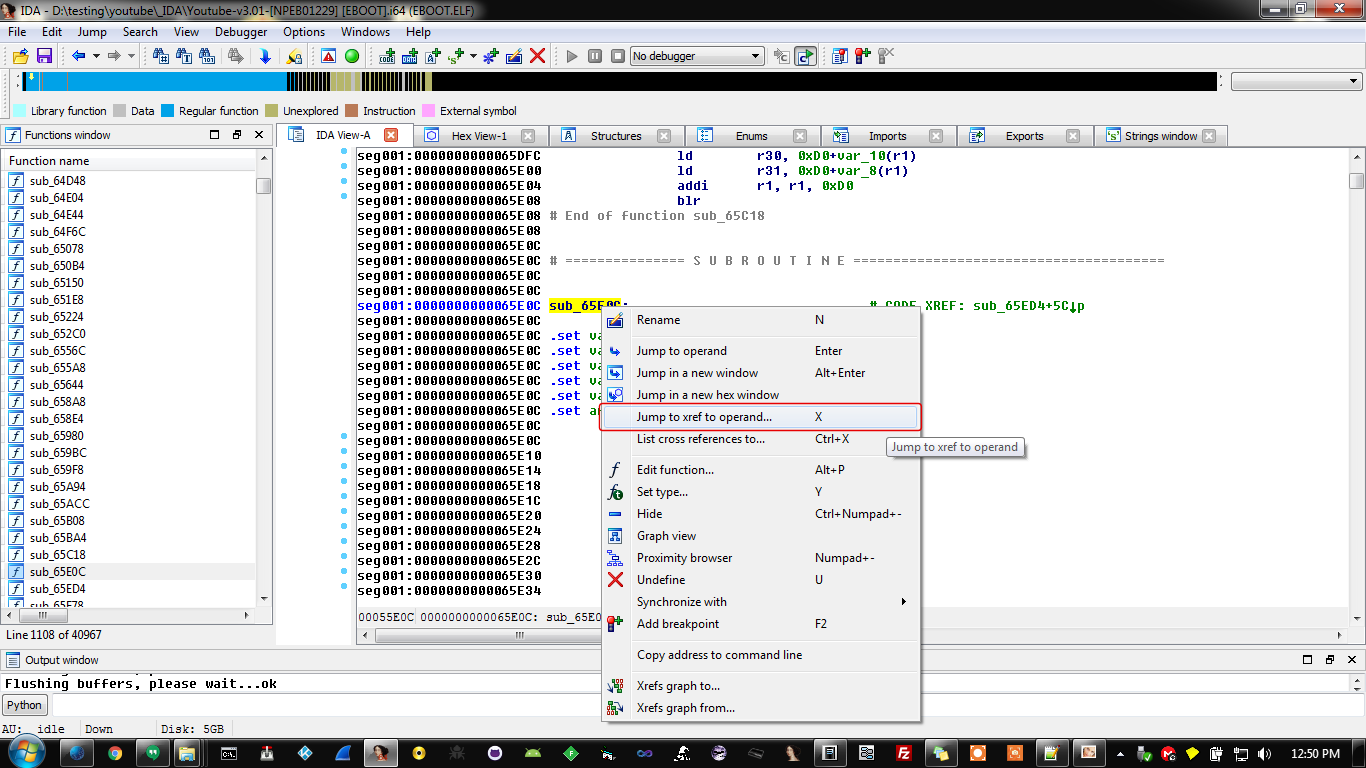 IDA - D:\testing\youtube\_IDA\Youtube-v3.01-[NPEB01229] [EBOOT].i64 (EBOOT.ELF)
File Edit Jump Search View Debugger Options Windows Help
No debugger
Library function Data Regular function Unexplored Instruction External symbol
Functions window
IDA View-A Hex View-1 Structures Enums Imports Exports Strings window
Function name
sub_64D48
sub_64E04
sub_64E44
sub_64F6C
sub_65078
sub_650B4
sub_65150
sub_651E8
sub_65224
sub_652C0
sub_6556C
sub_655A8
sub_65644
sub_658A8
sub_658E4
sub_65980
sub_659BC
sub_659F8
sub_65A94
sub_65ACC
sub_65B08
sub_65BA4
sub_65C18
sub_65E0C
sub_65ED4
sub_65F78
Line 1108 of 40967
seg001:0000000000065DFC ld r30, 0xD0+var_10(r1)
seg001:0000000000065E00 ld r31, 0xD0+var_8(r1)
seg001:0000000000065E04 addi r1, r1, 0xD0
seg001:0000000000065E08 blr
seg001:0000000000065E08 # End of function sub_65C18
seg001:0000000000065E08
seg001:0000000000065E0C
seg001:0000000000065E0C # =============== S U B R O U T I N E =======================================
seg001:0000000000065E0C
seg001:0000000000065E0C
seg001:0000000000065E0C sub_65E0C: # CODE XREF: sub_65ED4+5C↓p
seg001:0000000000065E0C
seg001:0000000000065E0C .set
seg001:0000000000065E0C .set
seg001:0000000000065E0C .set
seg001:0000000000065E0C .set
seg001:0000000000065E0C .set
seg001:0000000000065E0C .set
seg001:0000000000065E0C
seg001:0000000000065E0C
seg001:0000000000065E10
seg001:0000000000065E14
seg001:0000000000065E18
seg001:0000000000065E1C
seg001:0000000000065E20
seg001:0000000000065E24
seg001:0000000000065E28
seg001:0000000000065E2C
seg001:0000000000065E30
seg001:0000000000065E34
00055E0C 0000000000065E0C: sub_65E0
Rename N
Jump to operand Enter
Jump in a new window Alt+Enter
Jump in a new hex window
Jump to xref to operand... X
List cross references to... Ctrl+X
Jump to xref to operand
Edit function... Alt+P
Set type... Y
Hide Ctrl+Numpad+-
Graph view
Proximity browser Numpad+-
Undefine U
Synchronize with
Add breakpoint F2
Copy address to command line
Xrefs graph to...
Xrefs graph from...
Output window
Flushing buffers, please wait...ok
Python
AU: idle Down Disk: 5GB
12:50 PM